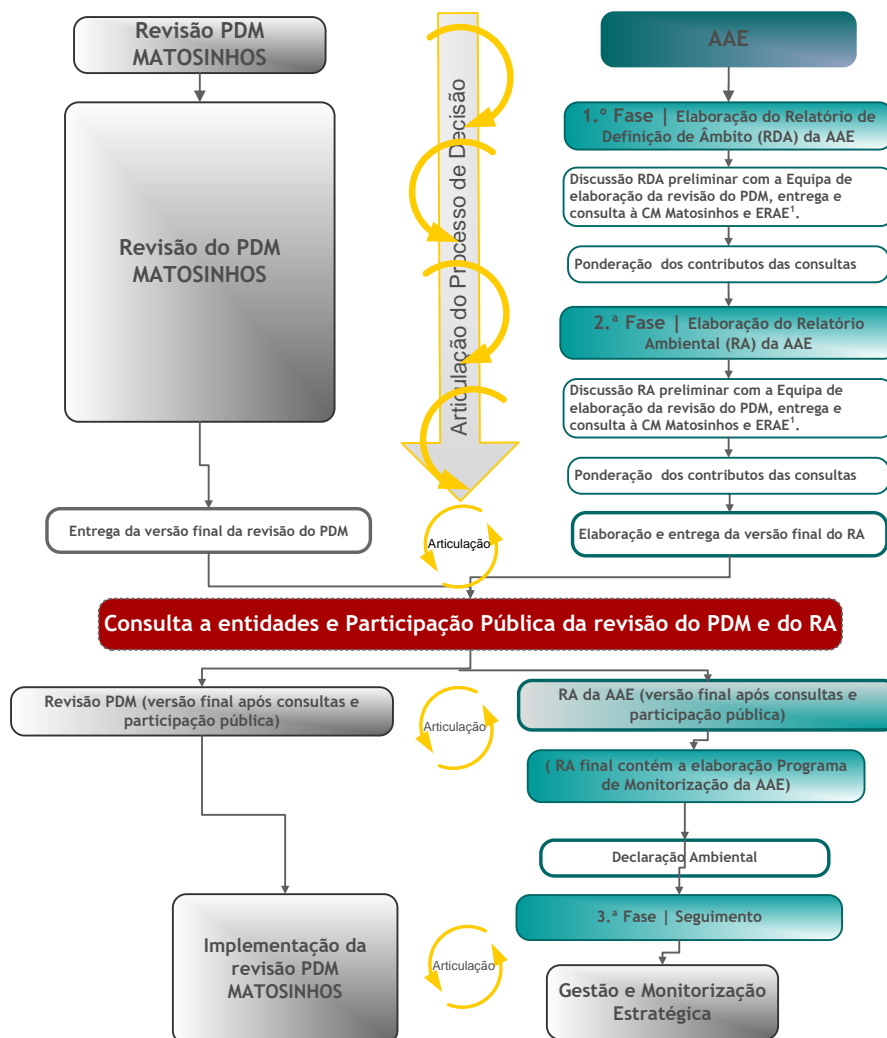 Revisão PDM
MATOSINHOS
Revisão do PDM
MATOSINHOS
Entrega da versão final da revisão do PDM
Articulação do Processo de Decisão
Articulação
AAE
1.º Fase | Elaboração do Relatório de
Definição de Âmbito (RDA) da AAE
Discussão RDA preliminar com a Equipa de
elaboração da revisão do PDM, entrega e
consulta à CM Matosinhos e ERAE¹.
Ponderação dos contributos das consultas
2.ª Fase | Elaboração do Relatório
Ambiental (RA) da AAE
Discussão RA preliminar com a Equipa de
elaboração da revisão do PDM, entrega e
consulta à CM Matosinhos e ERAE¹.
Ponderação dos contributos das consultas
Elaboração e entrega da versão final do RA
Consulta a entidades e Participação Pública da revisão do PDM e do RA
Revisão PDM (versão final após consultas e
participação pública)
Articulação
RA da AAE (versão final após consultas e
participação pública)
( RA final contém a elaboração Programa
de Monitorização da AAE)
Declaração Ambiental
3.ª Fase | Seguimento
Implementação da
revisão PDM
MATOSINHOS
Articulação
Gestão e Monitorização
Estratégica